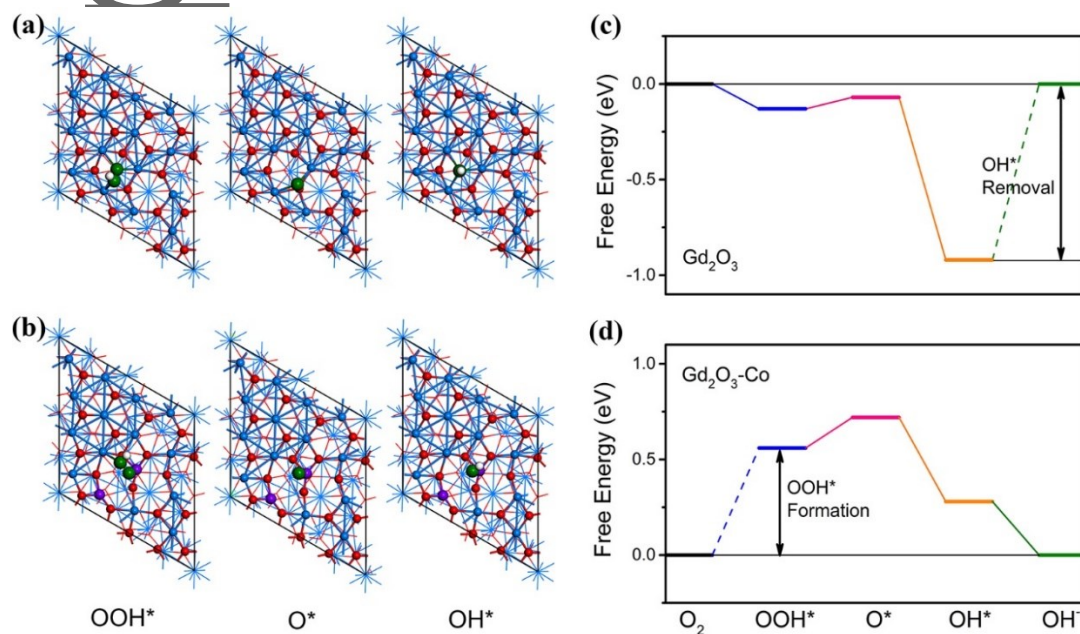 (a)
(b)
OOH*
O*
OH*
(c)
Free Energy (eV)
0.0
-0.5
-1.0
Gd₂O₃
OH*
Removal
(d)
Free Energy (eV)
1.0
0.5
0.0
Gd₂O₃-Co
OOH*
Formation
O₂
OOH*
O*
OH*
OH⁻